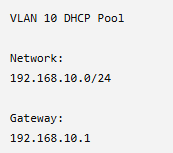 VLAN 10 DHCP Pool
Network:
192.168.10.0/24
Gateway:
192.168.10.1